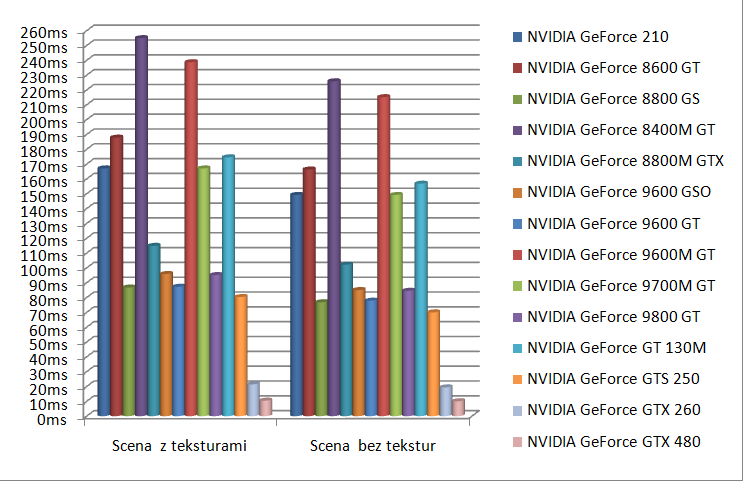 260ms
250ms
240ms
230ms
220ms
210ms
200ms
190ms
180ms
170ms
160ms
150ms
140ms
130ms
120ms
110ms
100ms
90ms
80ms
70ms
60ms
50ms
40ms
30ms
20ms
10ms
0ms
Scena z teksturami
Scena bez tekstur
NVIDIA GeForce 210
NVIDIA GeForce 8600 GT
NVIDIA GeForce 8800 GS
NVIDIA GeForce 8400M GT
NVIDIA GeForce 8800M GTX
NVIDIA GeForce 9600 GSO
NVIDIA GeForce 9600 GT
NVIDIA GeForce 9600M GT
NVIDIA GeForce 9700M GT
NVIDIA GeForce 9800 GT
NVIDIA GeForce GT 130M
NVIDIA GeForce GTS 250
NVIDIA GeForce GTX 260
NVIDIA GeForce GTX 480